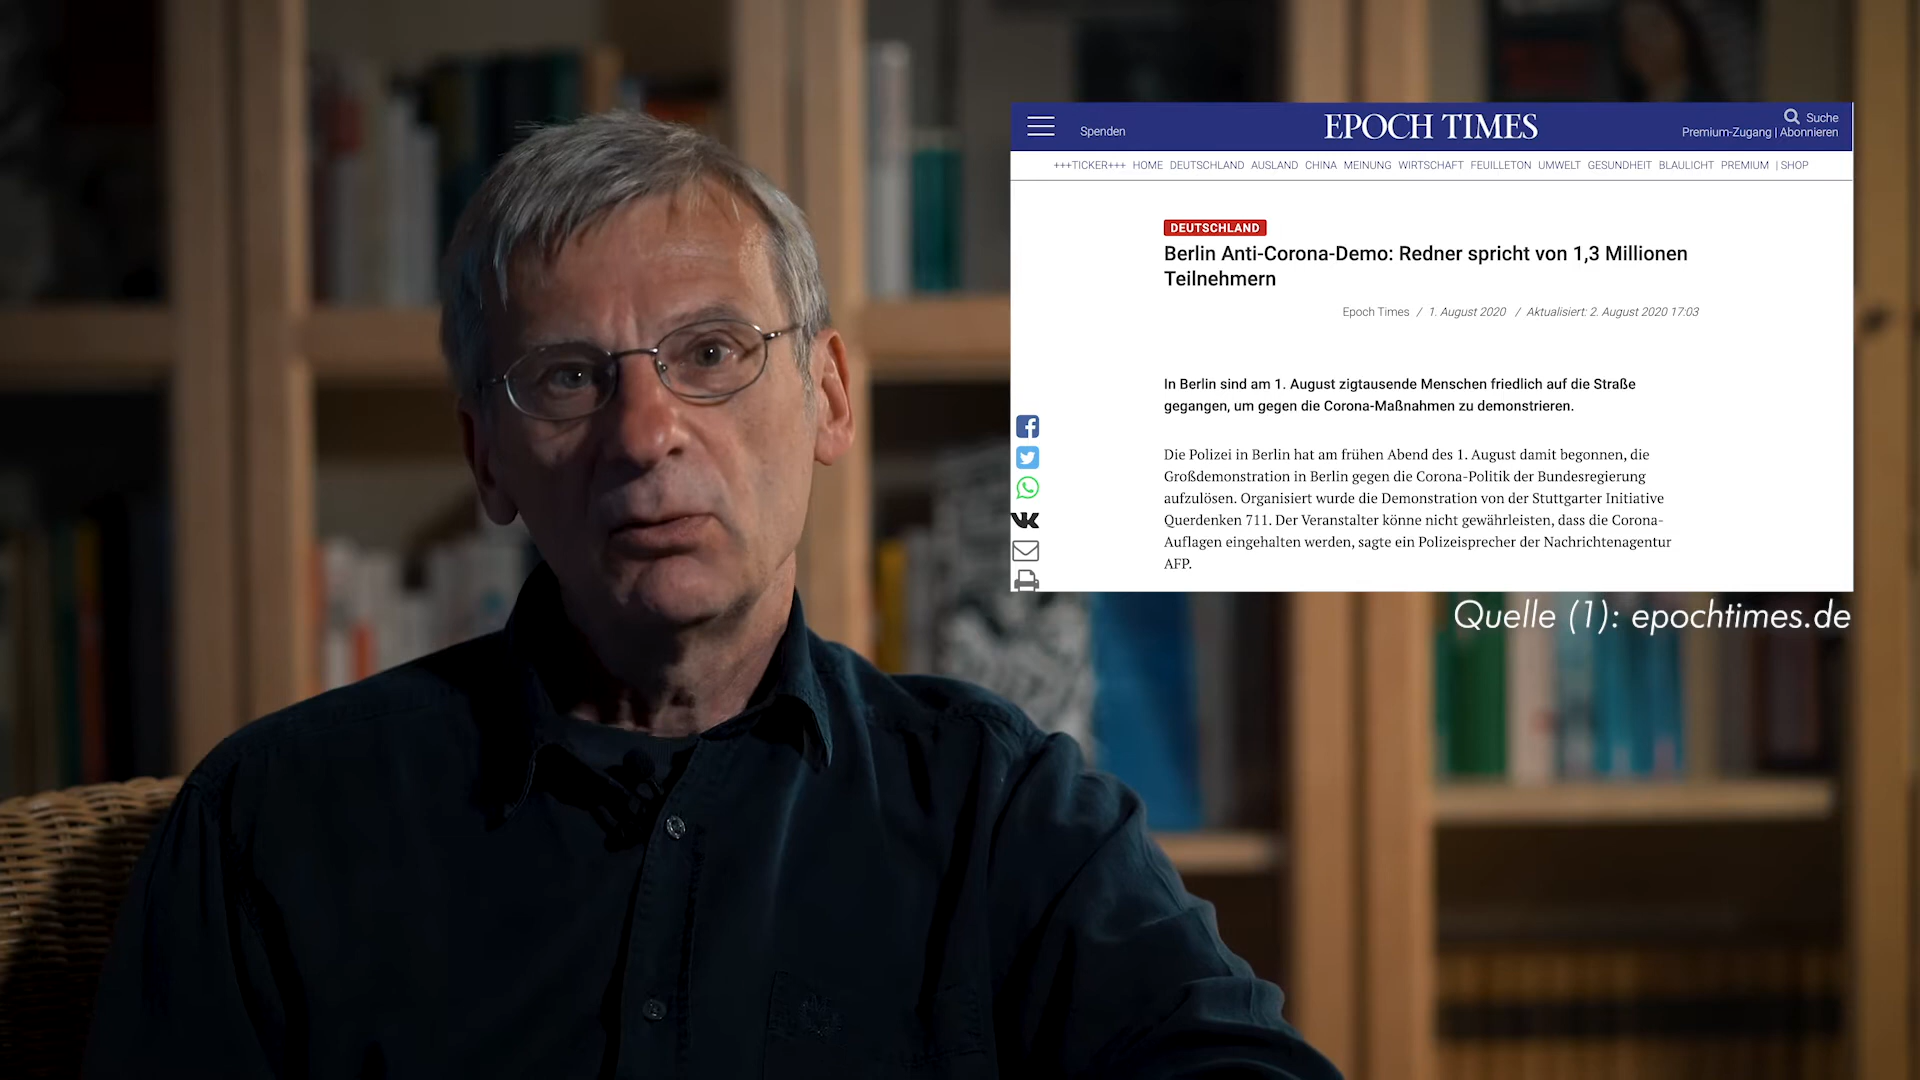 Spenden
EPOCH TIMES
Suche
Premium-Zugang | Abonnieren
+++TICKER+++ HOME DEUTSCHLAND AUSLAND CHINA MEINUNG WIRTSCHAFT FEUILLETON UMWELT GESUNDHEIT BLAULICHT PREMIUM | SHOP
DEUTSCHLAND
Berlin Anti-Corona-Demo: Redner spricht von 1,3 Millionen
Teilnehmern
Epoch Times / 1. August 2020 / Aktualisiert: 2. August 2020 17:03
In Berlin sind am 1. August zigtausende Menschen friedlich auf die Straße
gegangen, um gegen die Corona-Maßnahmen zu demonstrieren.
Die Polizei in Berlin hat am frühen Abend des 1. August damit begonnen, die
Großdemonstration in Berlin gegen die Corona-Politik der Bundesregierung
aufzulösen. Organisiert wurde die Demonstration von der Stuttgarter Initiative
Querdenken 711. Der Veranstalter könne nicht gewährleisten, dass die Corona-
Auflagen eingehalten werden, sagte ein Polizeisprecher der Nachrichtenagentur
AFP.
Quelle (1): epochtimes.de